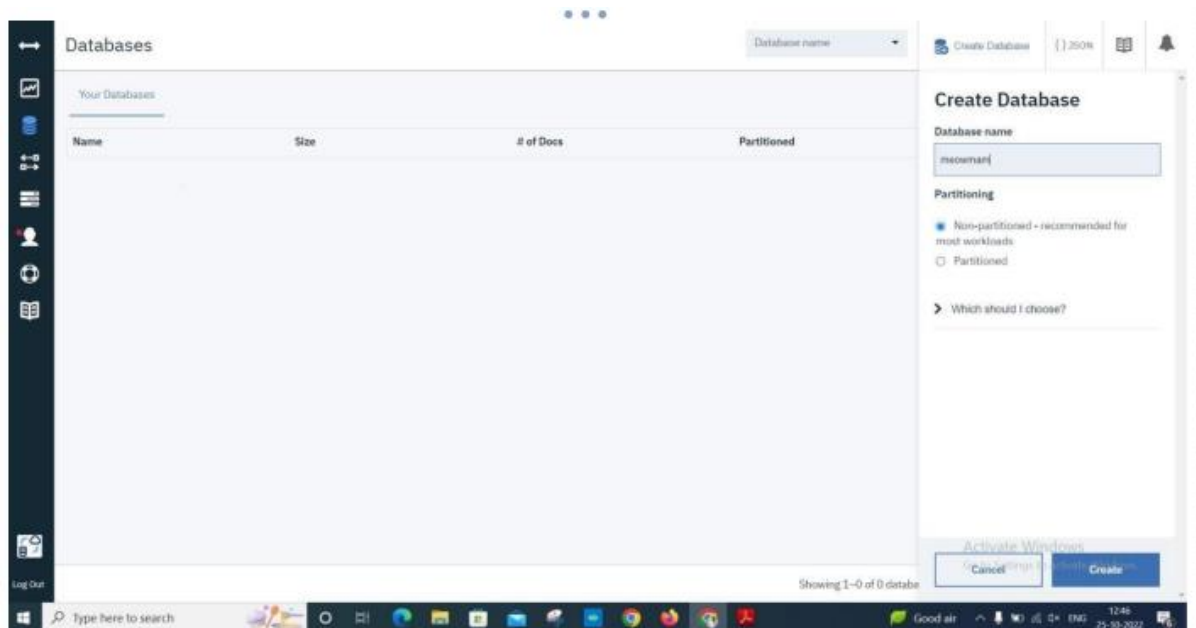 Databases
Database name
Create Database
{ } JSON
Your Databases
Name
Size
# of Docs
Partitioned
Create Database
Database name
meowmani
Partitioning
Non-partitioned - recommended for
most workloads
Partitioned
Which should I choose?
Activate Windows
Cancel
Create
Showing 1–0 of 0 databa
Log Out
Type here to search
Good air
ENG
12:46
25-10-2022